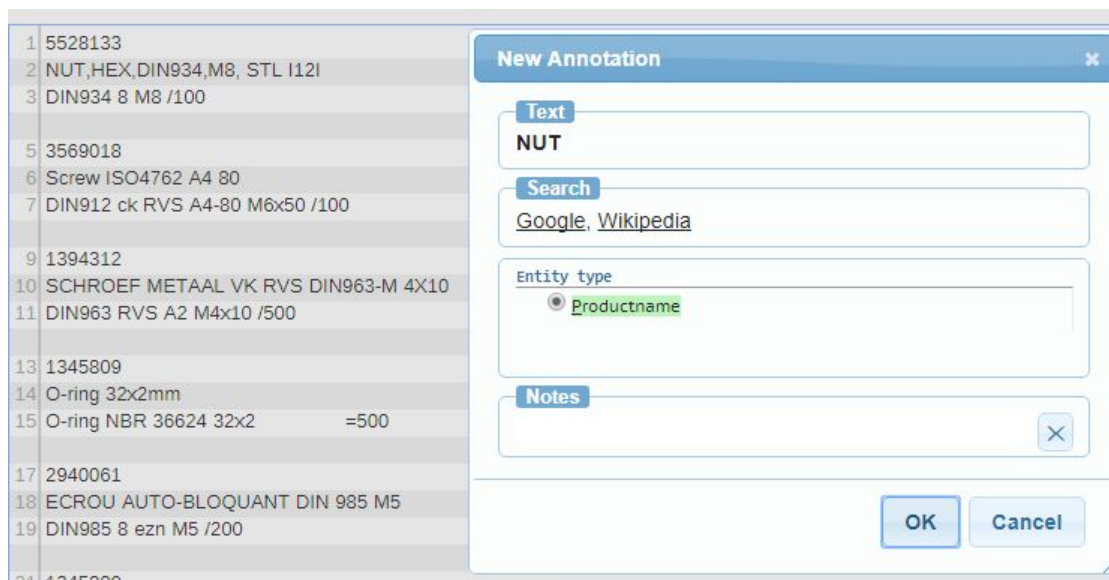 1 5528133
2 NUT,HEX,DIN934,M8, STL I12I
3 DIN934 8 M8 /100
5 3569018
6 Screw ISO4762 A4 80
7 DIN912 ck RVS A4-80 M6x50 /100
9 1394312
10 SCHROEF METAAL VK RVS DIN963-M 4X10
11 DIN963 RVS A2 M4x10 /500
13 1345809
14 O-ring 32x2mm
15 O-ring NBR 36624 32x2 =500
17 2940061
18 ECROU AUTO-BLOQUANT DIN 985 M5
19 DIN985 8 ezn M5 /200
New Annotation
Text
NUT
Search
Google, Wikipedia
Entity type
Productname
Notes
OK Cancel